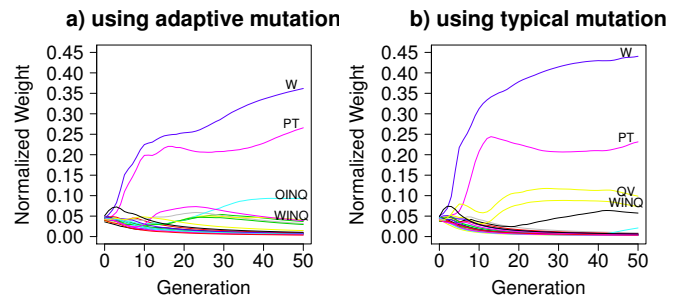 a) using adaptive mutation
0.45
0.40
0.35
0.30
0.25
0.20
0.15
0.10
0.05
0.00
Normalized Weight
W
PT
OINQ
WINQ
0 10 20 30 40 50
Generation
b) using typical mutation
0.45
0.40
0.35
0.30
0.25
0.20
0.15
0.10
0.05
0.00
Normalized Weight
W
PT
QV
WINQ
0 10 20 30 40 50
Generation